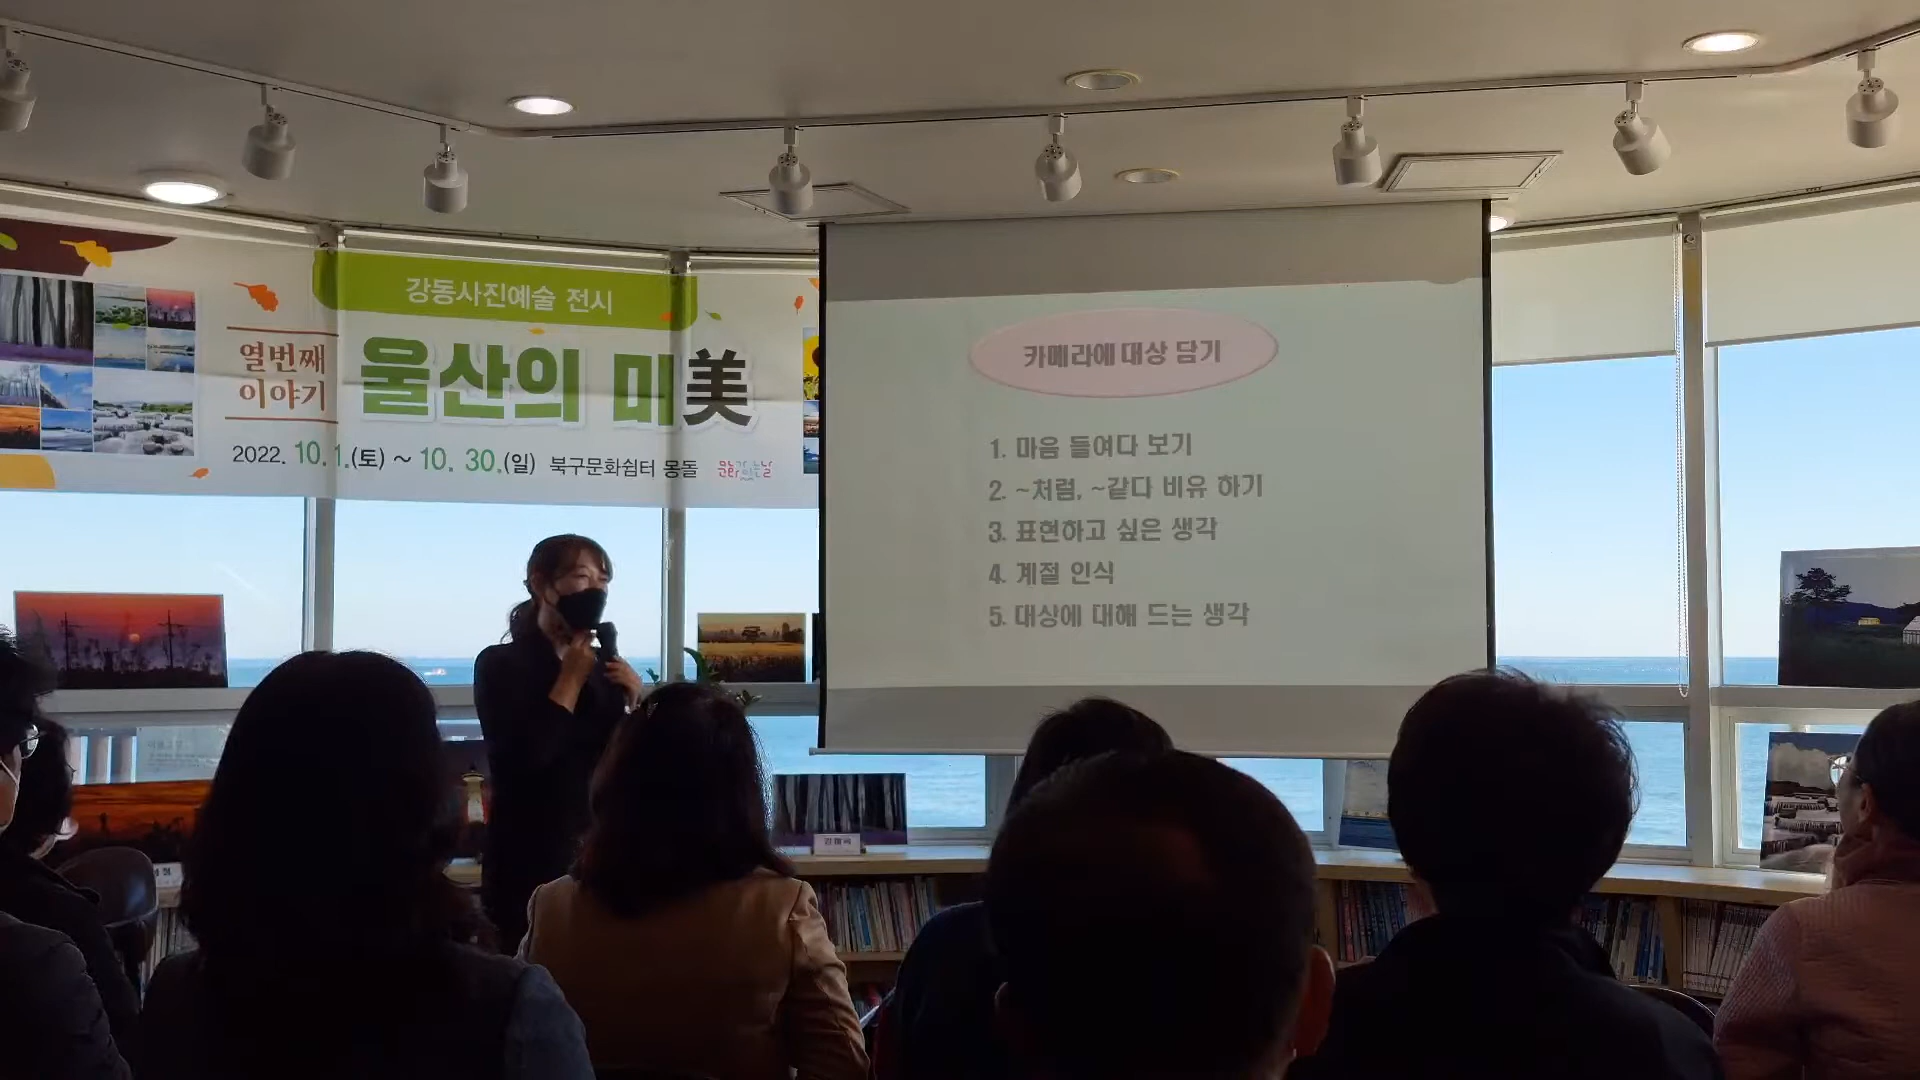 강동사진예술 전시
열번째
이야기
울산의 미美
2022. 10. 1.(토) ~ 10. 30.(일) 북구문화쉼터 몽돌
카메라에 대상 담기
1. 마음 들여다 보기
2. ~처럼, ~같다 비유 하기
3. 표현하고 싶은 생각
4. 계절 인식
5. 대상에 대해 드는 생각